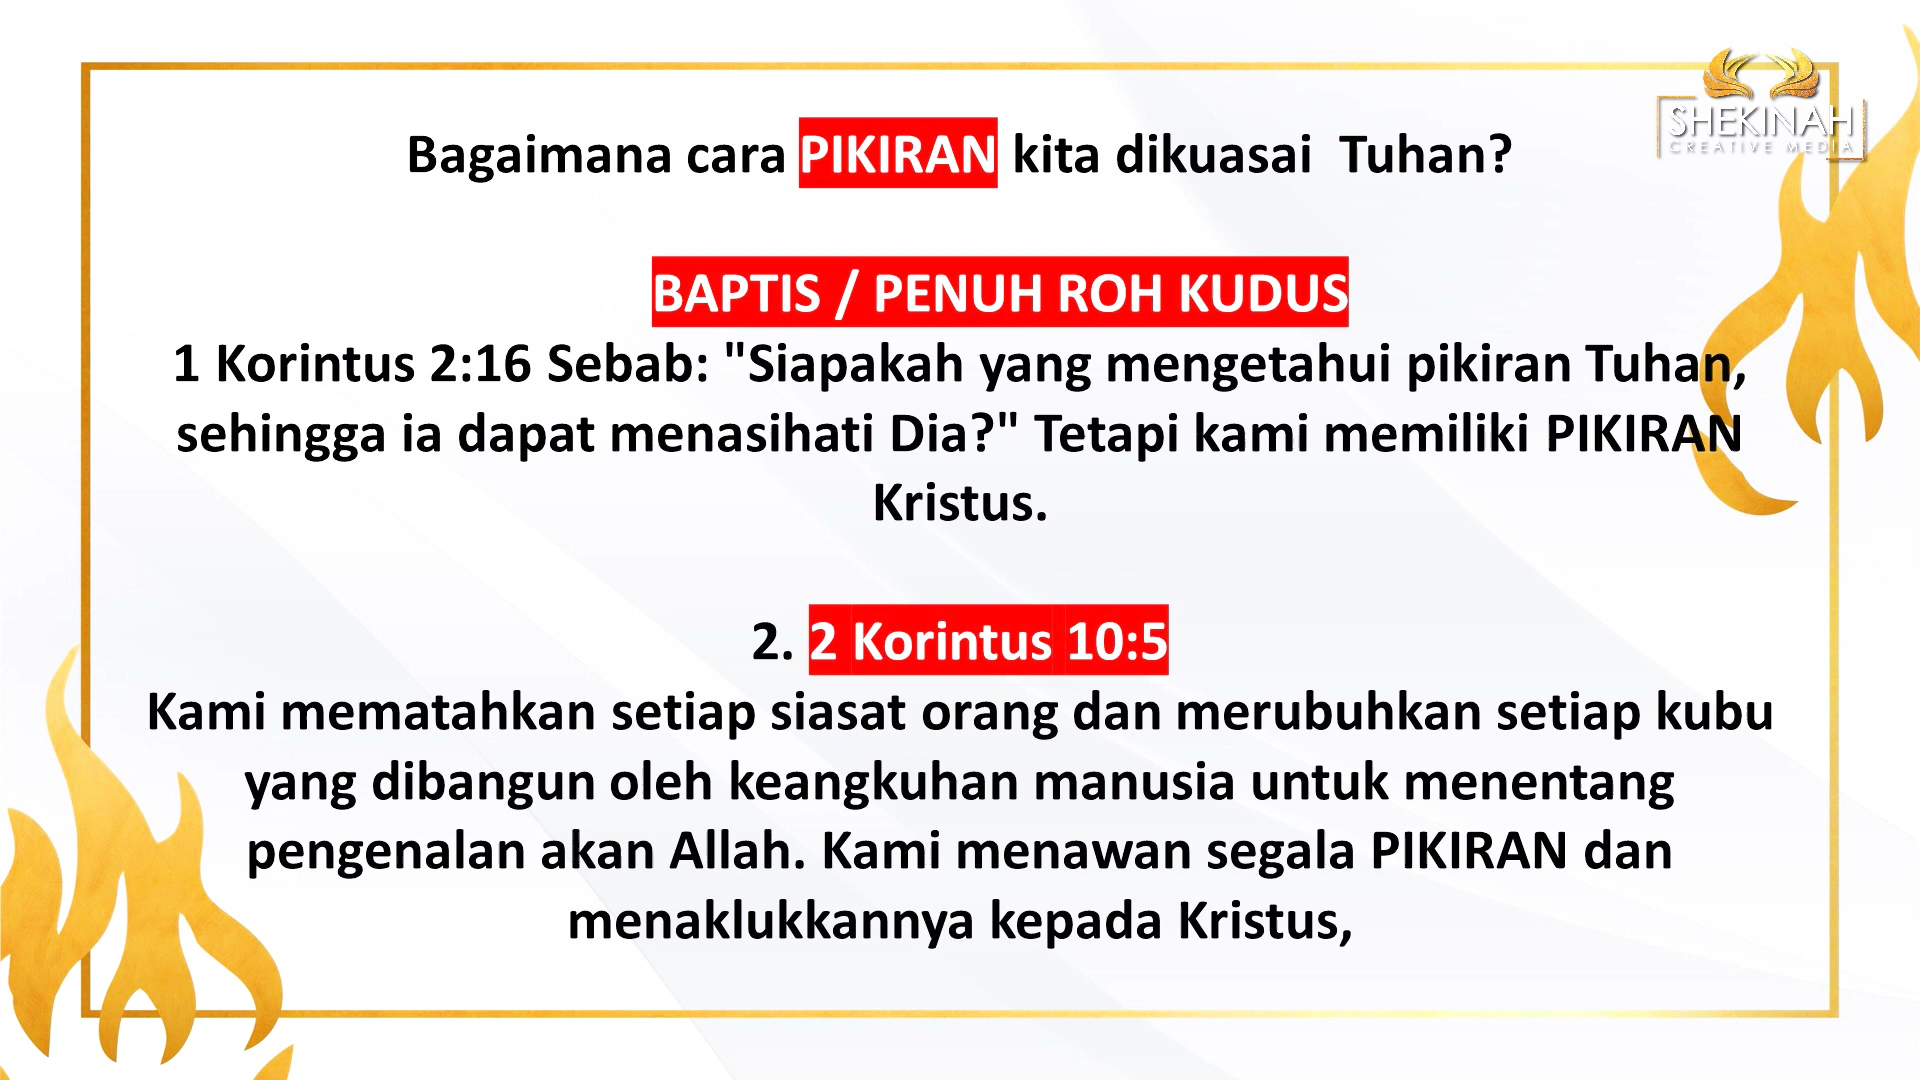 SHEKINAH
CREATIVE MEDIA
Bagaimana cara PIKIRAN kita dikuasai  Tuhan?
BAPTIS / PENUH ROH KUDUS
1 Korintus 2:16 Sebab: "Siapakah yang mengetahui pikiran Tuhan,
sehingga ia dapat menasihati Dia?" Tetapi kami memiliki PIKIRAN
Kristus.
2. 2 Korintus 10:5
Kami mematahkan setiap siasat orang dan merubuhkan setiap kubu
yang dibangun oleh keangkuhan manusia untuk menentang
pengenalan akan Allah. Kami menawan segala PIKIRAN dan
menaklukkannya kepada Kristus,